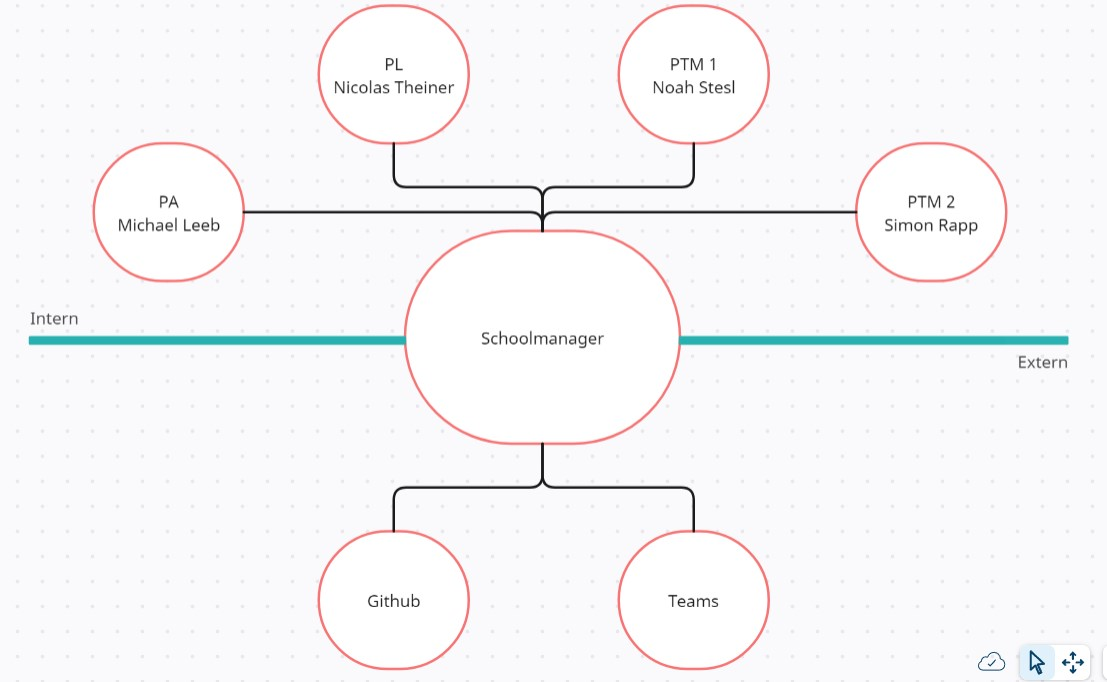 PL
Nicolas Theiner
PTM 1
Noah Stesl
PA
Michael Leeb
PTM 2
Simon Rapp
Intern
Schoolmanager
Extern
Github
Teams